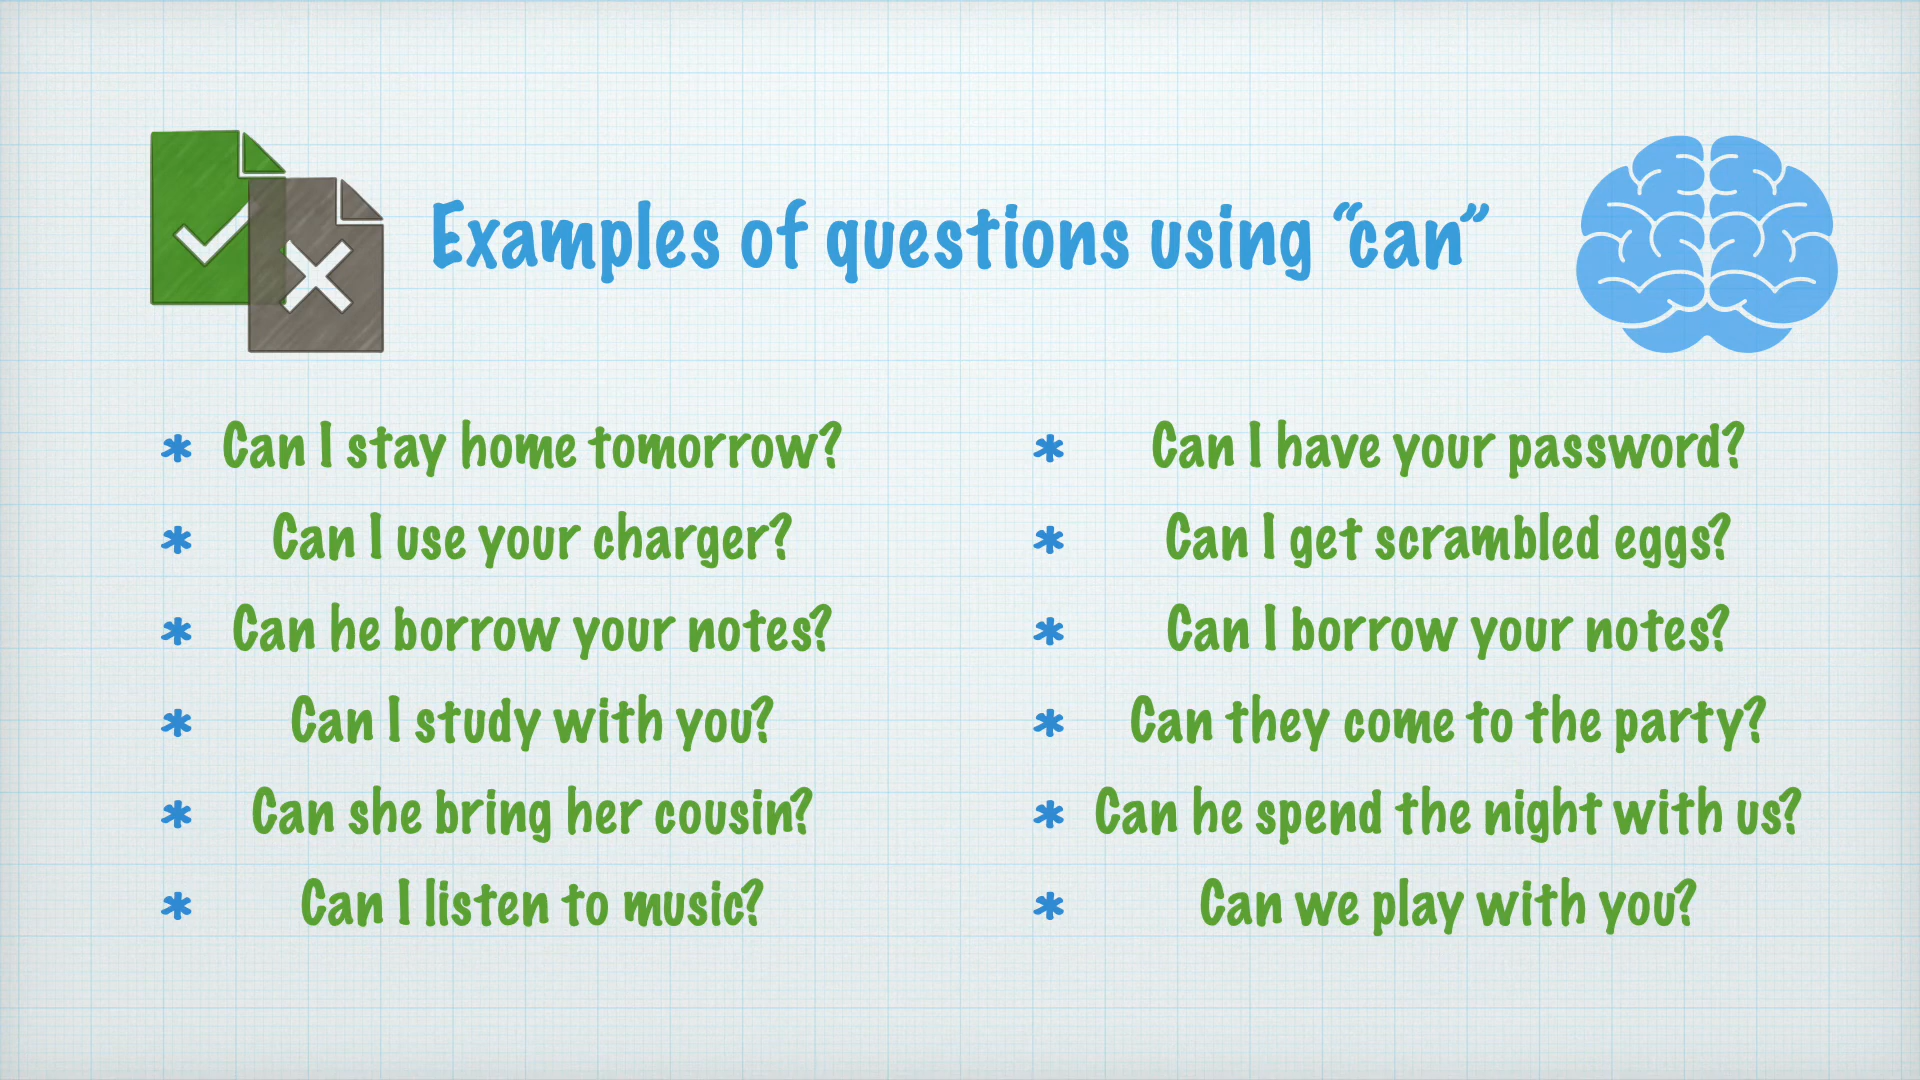 Examples of questions using “can”
* Can I stay home tomorrow?
* Can I use your charger?
* Can he borrow your notes?
* Can I study with you?
* Can she bring her cousin?
* Can I listen to music?
* Can I have your password?
* Can I get scrambled eggs?
* Can I borrow your notes?
* Can they come to the party?
* Can he spend the night with us?
* Can we play with you?